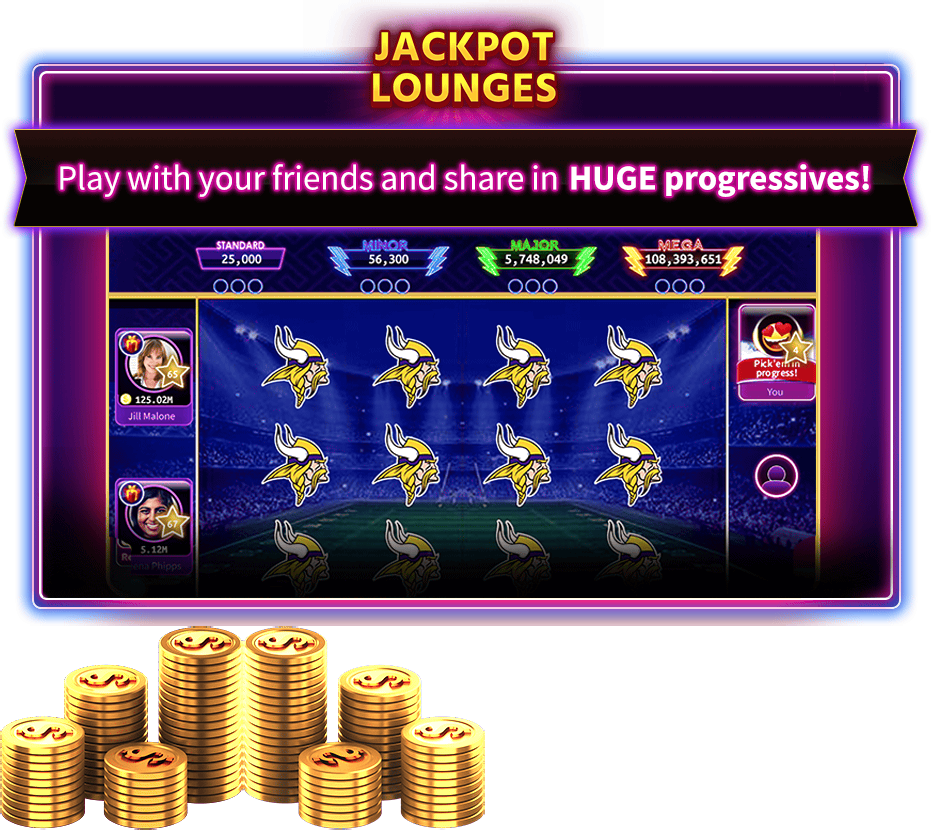 JACKPOT
LOUNGES
Play with your friends and share in HUGE progressives!
STANDARD
25,000
MINOR
56,300
MAJOR
5,748,049
MEGA
108,393,651
65
125.02M
Jill Malone
4
Pick'em in
progress!
You
67
5.12M
Phipps